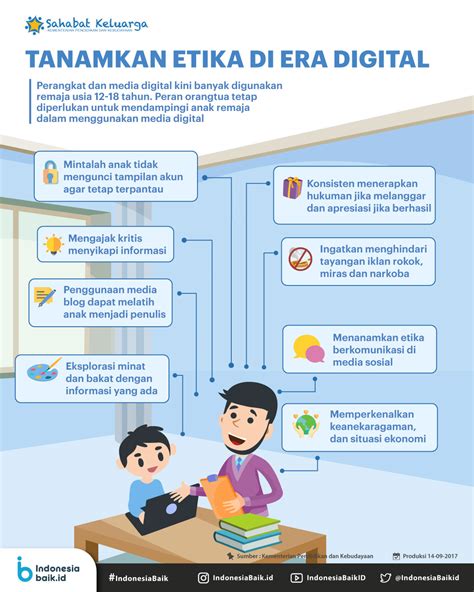 Sahabat Keluarga
KEMENTERIAN PENDIDIKAN DAN KEBUDAYAAN
TANAMKAN ETIKA DI ERA DIGITAL
Perangkat dan media digital kini banyak digunakan
remaja usia 12-18 tahun. Peran orangtua tetap
diperlukan untuk mendampingi anak remaja
dalam menggunakan media digital
Mintalah anak tidak
mengunci tampilan akun
agar tetap terpantau
Mengajak kritis
menyikapi informasi
Penggunaan media
blog dapat melatih
anak menjadi penulis
Eksplorasi minat
dan bakat dengan
informasi yang ada
Konsisten menerapkan
hukuman jika melanggar
dan apresiasi jika berhasil
Ingatkan menghindari
tayangan iklan rokok,
miras dan narkoba
Menanamkan etika
berkomunikasi di
media sosial
Memperkenalkan
keanekaragaman,
dan situasi ekonomi
Sumber : Kementerian Pendidikan dan Kebudayaan
Produksi 14-09-2017
Indonesia
baik.id
#IndonesiaBaik
IndonesiaBaik.id
IndonesiaBaikID
@IndonesiaBaikid